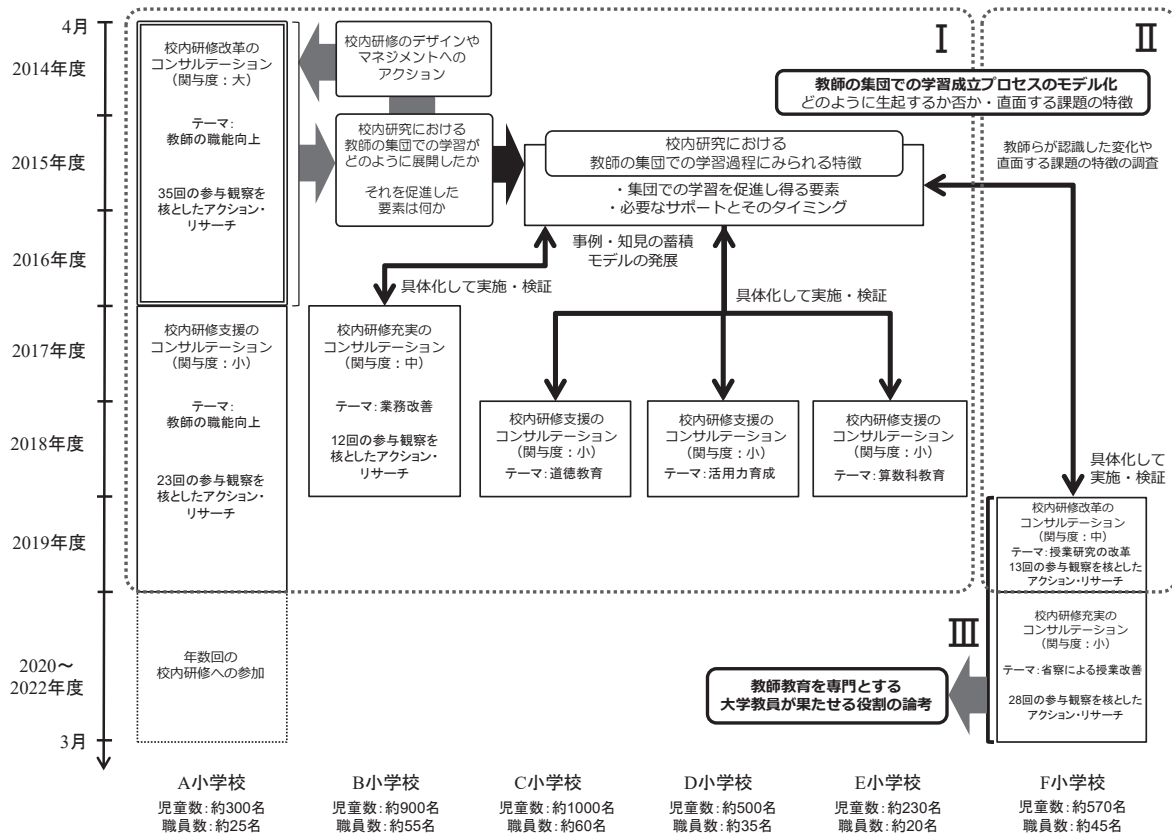 4月
2014年度
2015年度
2016年度
2017年度
2018年度
2019年度
2020～
2022年度
3月
Ⅰ
Ⅱ
Ⅲ
校内研修改革の
コンサルテーション
（関与度：大）
テーマ：
教師の職能向上
35回の参与観察を
核としたアクション・
リサーチ
校内研修のデザインや
マネジメントへの
アクション
校内研究における
教師の集団での学習が
どのように展開したか
それを促進した
要素は何か
校内研究における
教師の集団での学習過程にみられる特徴
・集団での学習を促進し得る要素
・必要なサポートとそのタイミング
教師の集団での学習成立プロセスのモデル化
どのように生起するか否か・直面する課題の特徴
教師らが認識した変化や
直面する課題の特徴の調査
事例・知見の蓄積
モデルの発展
具体化して実施・検証
具体化して実施・検証
具体化して
実施・検証
校内研修支援の
コンサルテーション
（関与度：小）
テーマ：
教師の職能向上
23回の参与観察を
核としたアクション・
リサーチ
校内研修充実の
コンサルテーション
（関与度：中）
テーマ：業務改善
12回の参与観察を
核としたアクション・
リサーチ
校内研修支援の
コンサルテーション
（関与度：小）
テーマ：道徳教育
校内研修支援の
コンサルテーション
（関与度：小）
テーマ：活用力育成
校内研修支援の
コンサルテーション
（関与度：小）
テーマ：算数科教育
校内研修改革の
コンサルテーション
（関与度：中）
テーマ：授業研究の改革
13回の参与観察を核とした
アクション・リサーチ
校内研修充実の
コンサルテーション
（関与度：小）
テーマ：省察による授業改善
28回の参与観察を核とした
アクション・リサーチ
年数回の
校内研修への参加
教師教育を専門とする
大学教員が果たせる役割の論考
A小学校
児童数：約300名
職員数：約25名
B小学校
児童数：約900名
職員数：約55名
C小学校
児童数：約1000名
職員数：約60名
D小学校
児童数：約500名
職員数：約35名
E小学校
児童数：約230名
職員数：約20名
F小学校
児童数：約570名
職員数：約45名